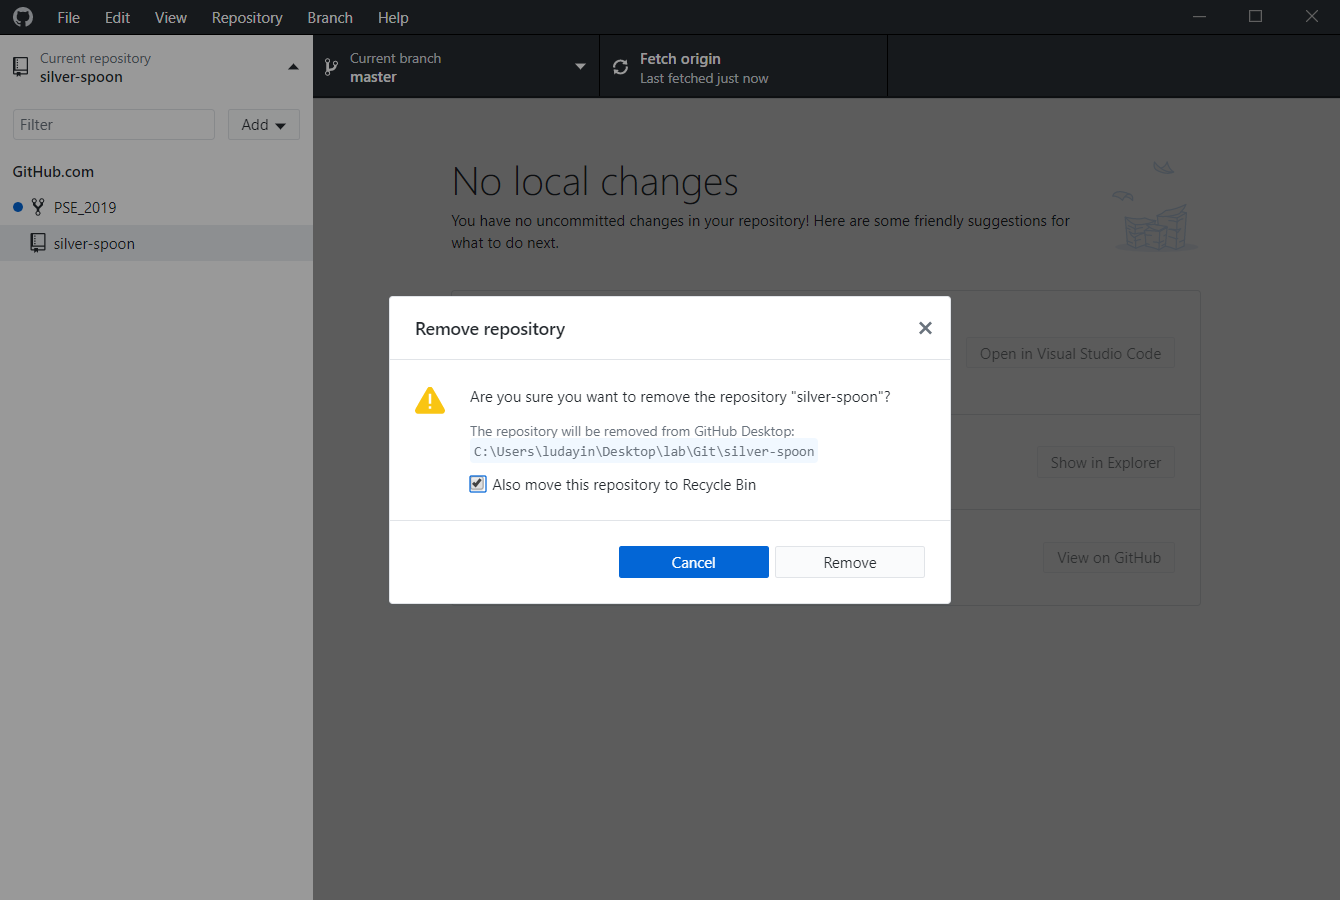 File Edit View Repository Branch Help
Current repository
silver-spoon
Current branch
master
Fetch origin
Last fetched just now
Filter
Add
GitHub.com
PSE_2019
silver-spoon
No local changes
You have no uncommitted changes in your repository! Here are some friendly suggestions for
what to do next.
Open in Visual Studio Code
Show in Explorer
View on GitHub
Remove repository
Are you sure you want to remove the repository "silver-spoon"?
The repository will be removed from GitHub Desktop:
C:\Users\ludayin\Desktop\lab\Git\silver-spoon
Also move this repository to Recycle Bin
Cancel
Remove